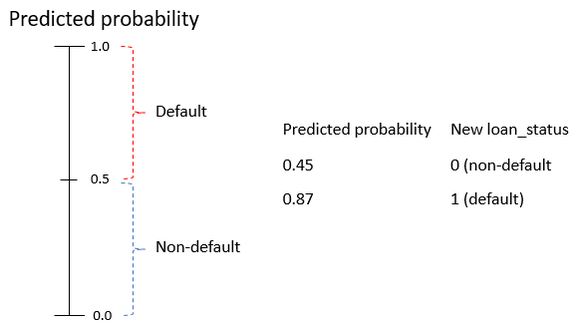 Predicted probability
1.0
Default
0.5
Non-default
0.0
Predicted probability New loan_status
0.45 0 (non-default
0.87 1 (default)